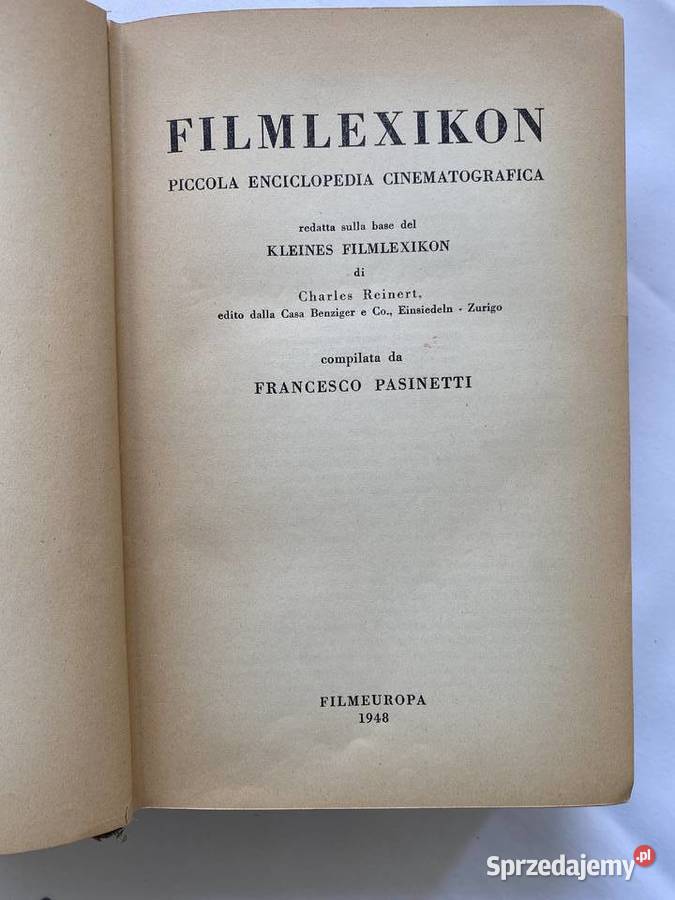 FILMLEXIKON
PICCOLA ENCICLOPEDIA CINEMATOGRAFICA
redatta sulla base del
KLEINES FILMLEXIKON
di
Charles Reinert,
edito dalla Casa Benziger e Co., Einsiedeln - Zurigo
compilata da
FRANCESCO PASINETTI
FILMEUROPA
1948
Sprzedajemy.pl